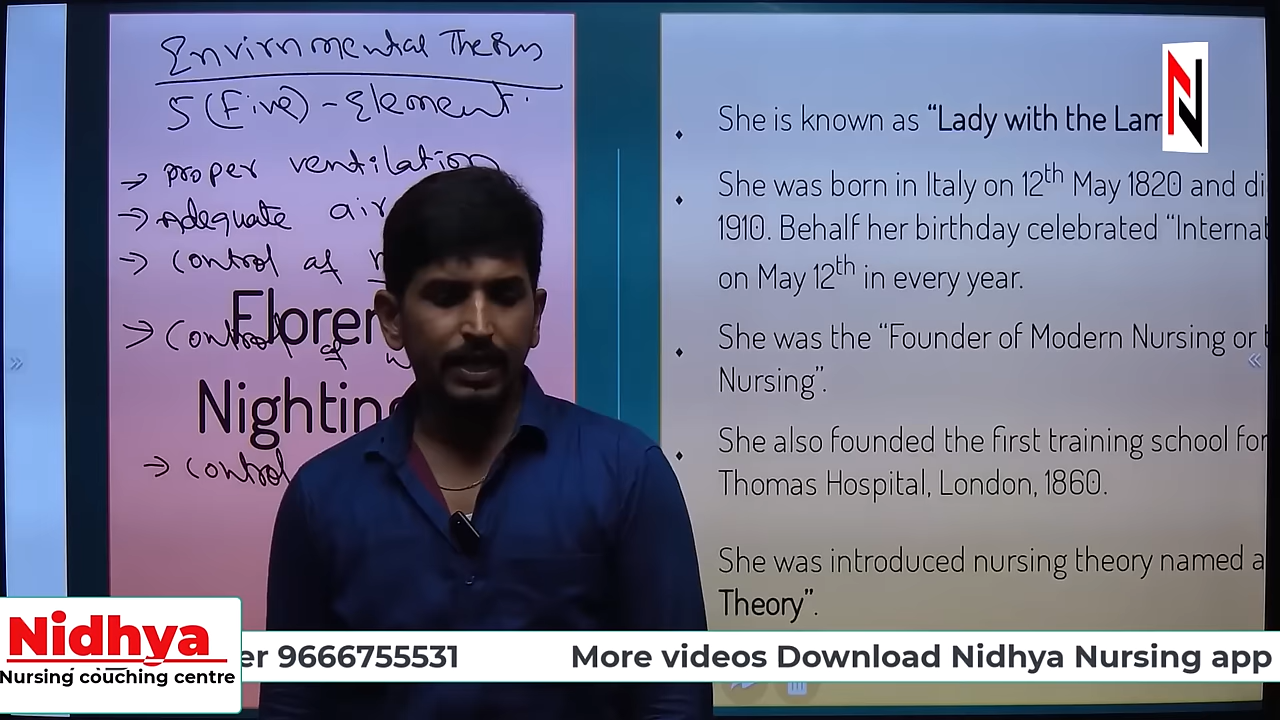 Envirnmental Theory
5 (Five) - Element
→ proper ventilation
→ Adequate air
→ control of
Floren
→ Control of
Nighting
→ control
She is known as “Lady with the Lam
She was born in Italy on 12th May 1820 and di
1910. Behalf her birthday celebrated “Internat
on May 12th in every year.
She was the “Founder of Modern Nursing or
Nursing”.
She also founded the first training school for
Thomas Hospital, London, 1860.
She was introduced nursing theory named a
Theory”.
N
Nidhya
Nursing couching centre
er 9666755531 More videos Download Nidhya Nursing app